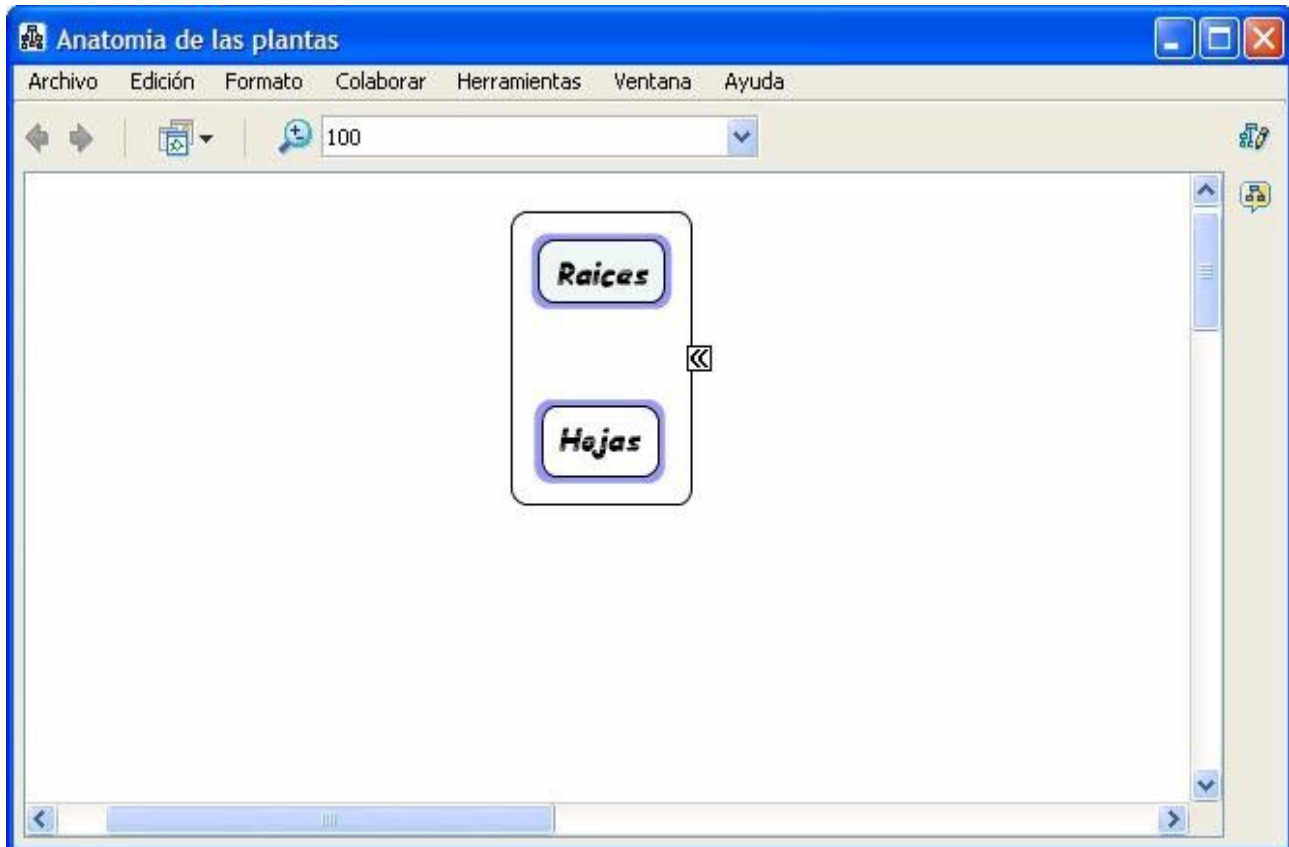 Anatomia de las plantas
Archivo Edición Formato Colaborar Herramientas Ventana Ayuda
100
Raices
Hojas